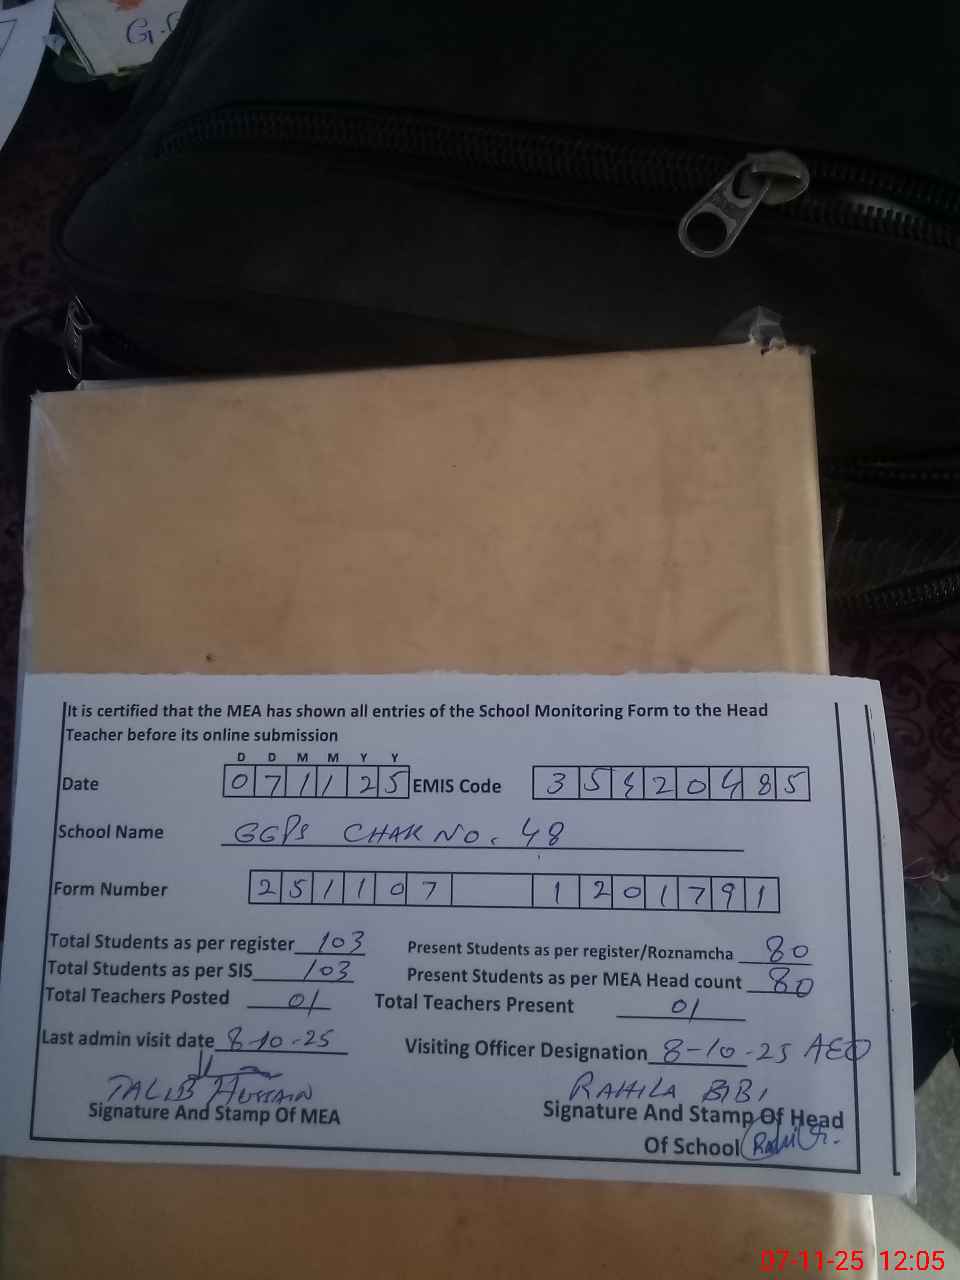 G.
It is certified that the MEA has shown all entries of the School Monitoring Form to the Head
Teacher before its online submission
D D M M Y Y
Date 0 7 1 1 2 5 EMIS Code 3 5 4 2 0 4 8 5
School Name GGPS CHAK NO. 48
Form Number 2 5 1 1 0 7 1 2 0 1 7 9 1
Total Students as per register 103 Present Students as per register/Roznamcha 80
Total Students as per SIS 103 Present Students as per MEA Head count 80
Total Teachers Posted 01 Total Teachers Present 01
Last admin visit date 8-10-25 Visiting Officer Designation 8-10-25 AEO
TALIB HUSSAIN RAHILA BIBI
Signature And Stamp Of MEA Signature And Stamp Of Head
Of School
07-11-25 12:05